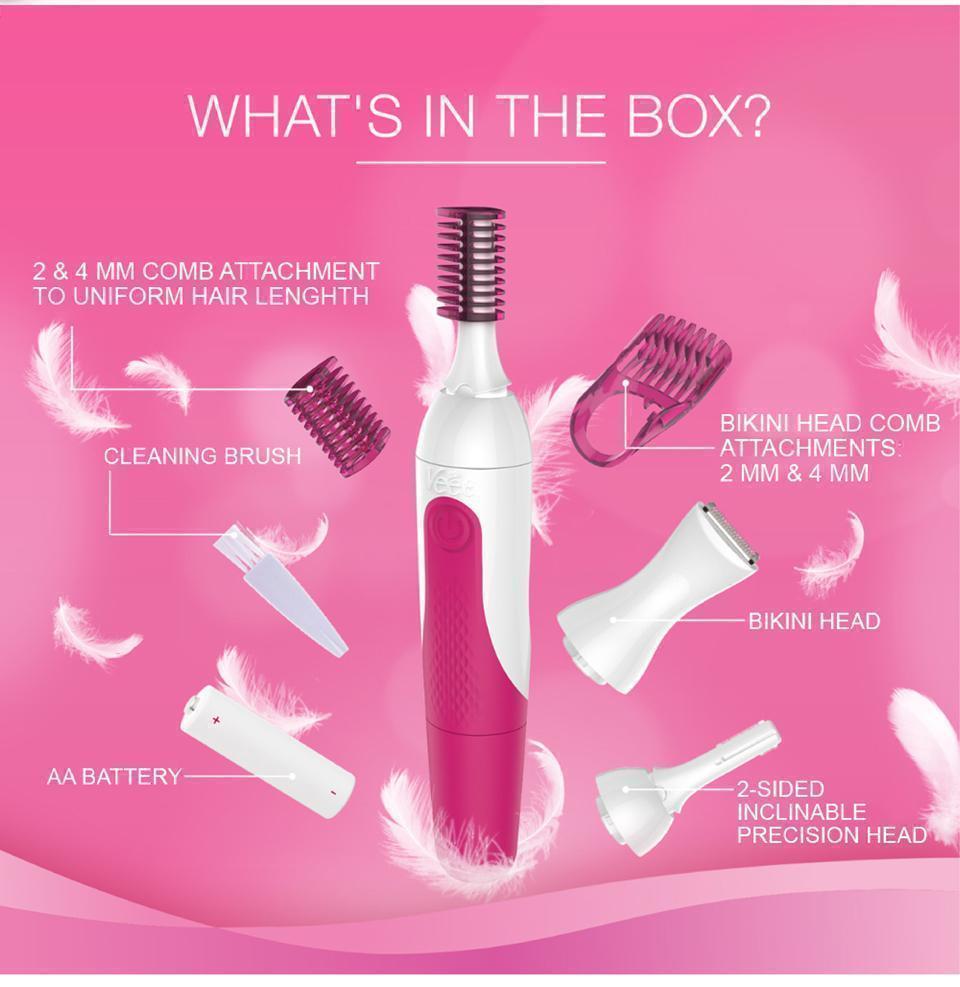 WHAT'S IN THE BOX?
2 & 4 MM COMB ATTACHMENT
TO UNIFORM HAIR LENGHTH
CLEANING BRUSH
BIKINI HEAD COMB
ATTACHMENTS:
2 MM & 4 MM
BIKINI HEAD
AA BATTERY
+
-
2-SIDED
INCLINABLE
PRECISION HEAD